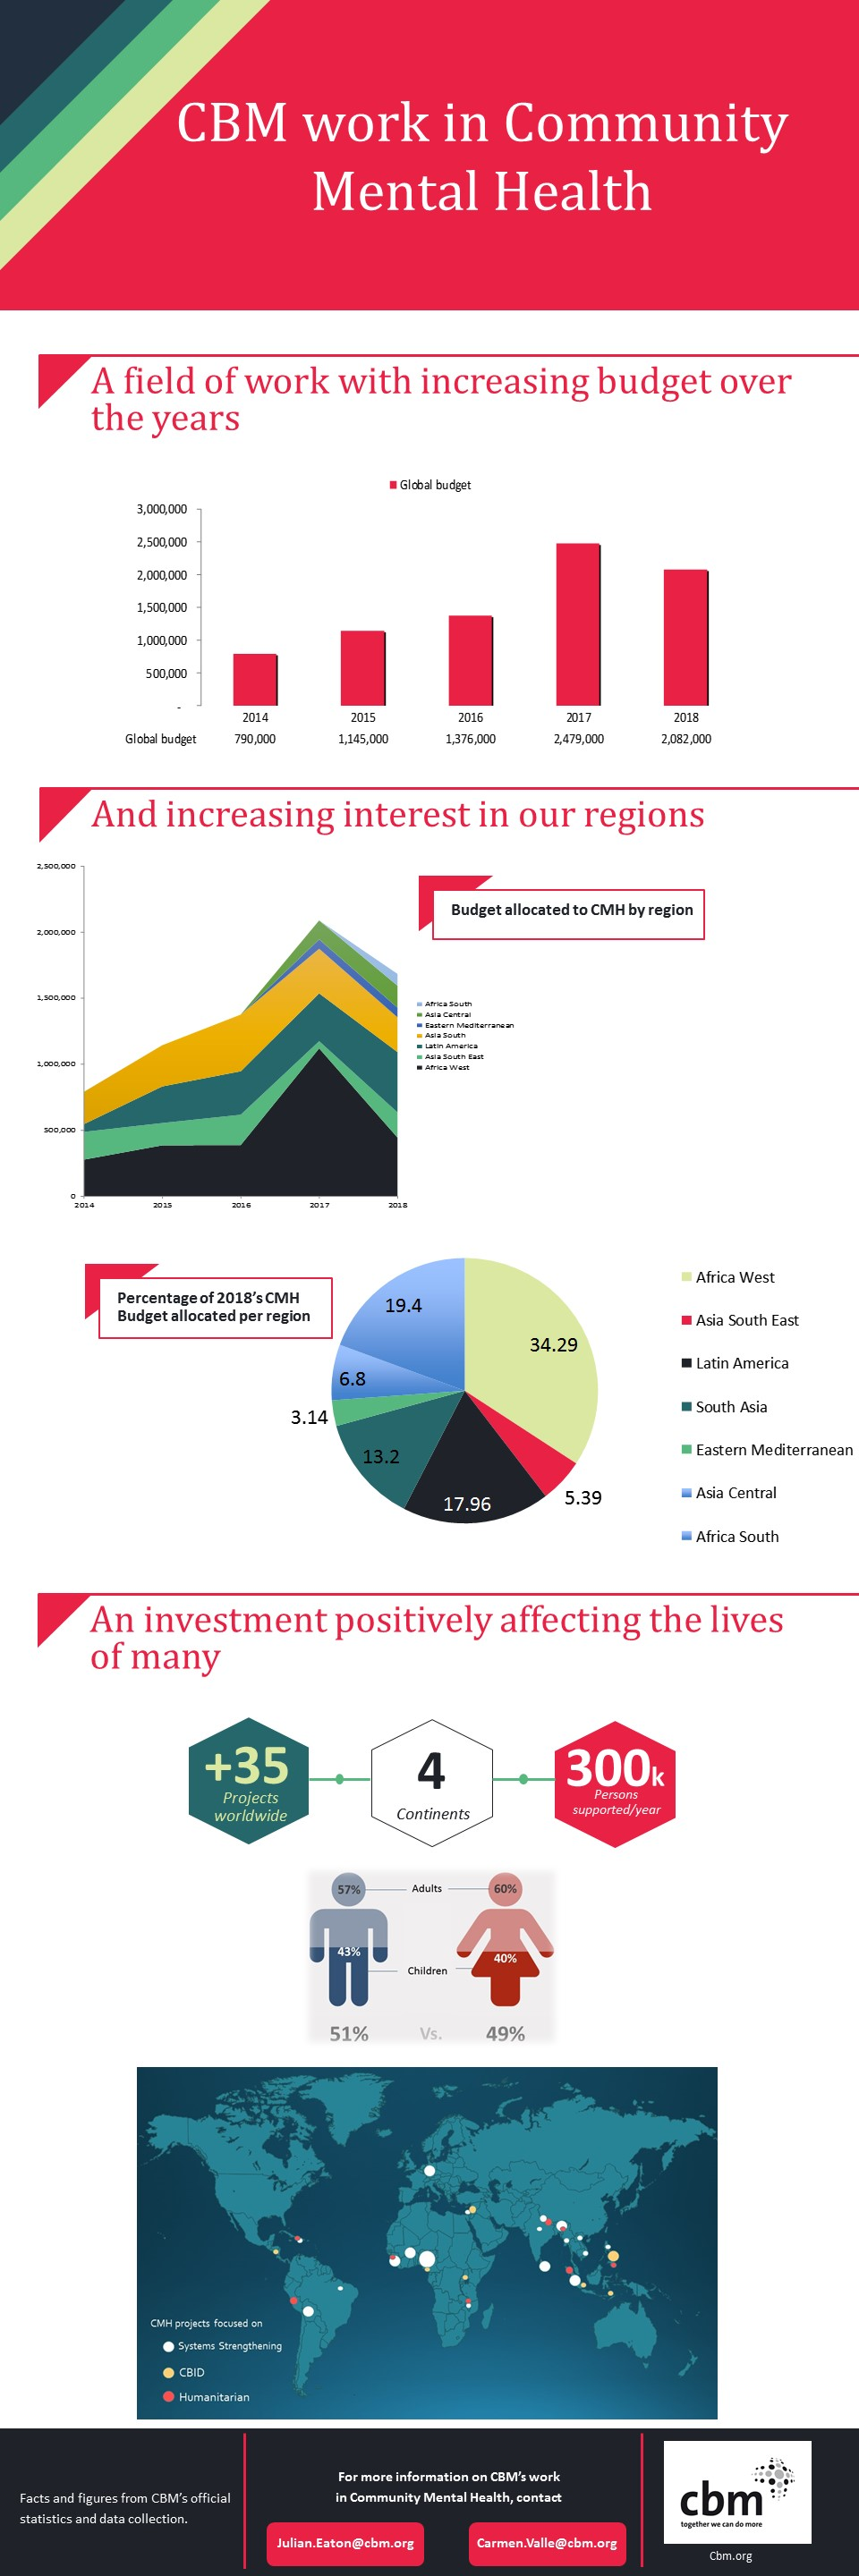 CBM work in Community
Mental Health
A field of work with increasing budget over
the years
Global budget
3,000,000
2,500,000
2,000,000
1,500,000
1,000,000
500,000
-
2014 2015 2016 2017 2018
Global budget 790,000 1,145,000 1,376,000 2,479,000 2,082,000
And increasing interest in our regions
2,500,000
2,000,000
1,500,000
1,000,000
500,000
0
2014 2015 2016 2017 2018
Budget allocated to CMH by region
Africa South
Asia Central
Eastern Mediterranean
Asia South
Latin America
Asia South East
Africa West
Percentage of 2018's CMH
Budget allocated per region
19.4
34.29
6.8
3.14
13.2
17.96
5.39
Africa West
Asia South East
Latin America
South Asia
Eastern Mediterranean
Asia Central
Africa South
An investment positively affecting the lives
of many
+35
Projects
worldwide
4
Continents
300k
Persons
supported/year
57% Adults 60%
43% 40%
Children
51% Vs. 49%
CMH projects focused on
Systems Strengthening
CBID
Humanitarian
Facts and figures from CBM's official
statistics and data collection.
For more information on CBM's work
in Community Mental Health, contact
Julian.Eaton@cbm.org Carmen.Valle@cbm.org
cbm
together we can do more
Cbm.org